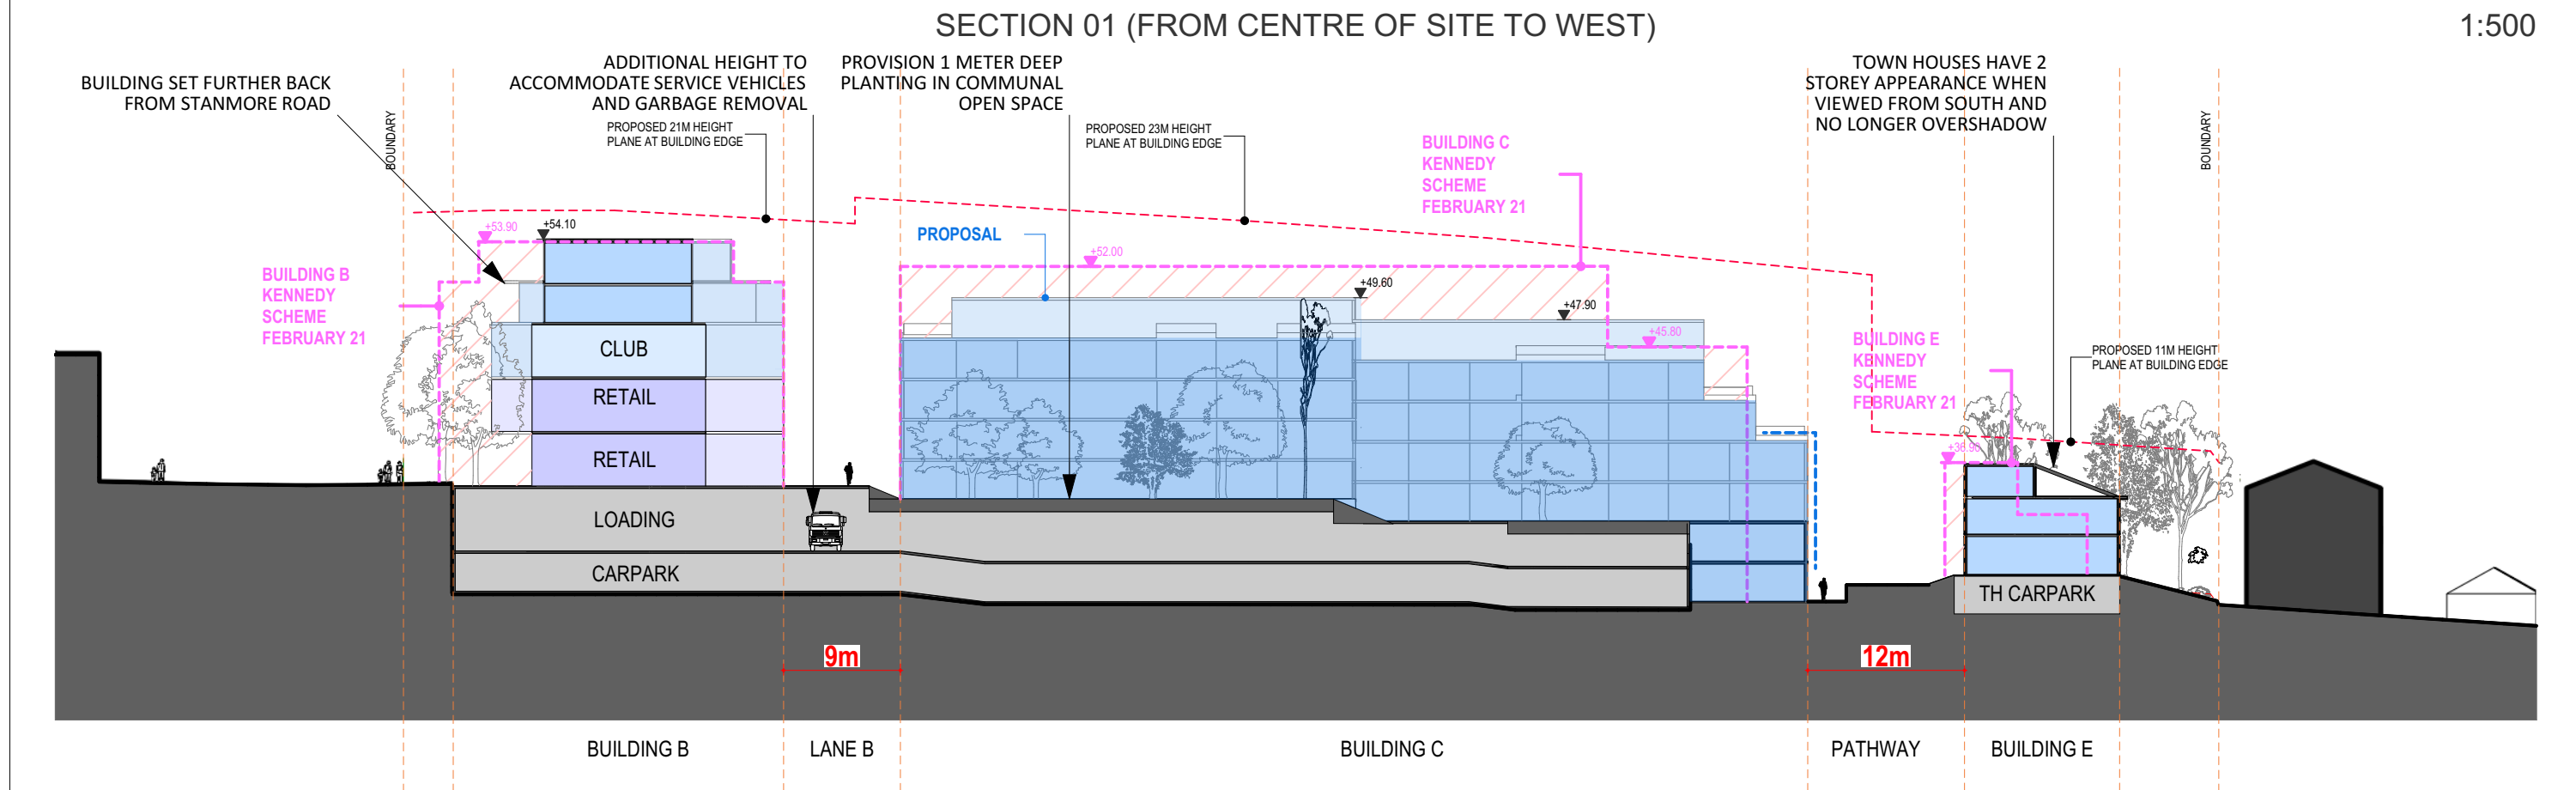 SECTION 01 (FROM CENTRE OF SITE TO WEST)
1:500
BUILDING SET FURTHER BACK
FROM STANMORE ROAD
BOUNDARY
ADDITIONAL HEIGHT TO
ACCOMMODATE SERVICE VEHICLES
AND GARBAGE REMOVAL
PROPOSED 21M HEIGHT
PLANE AT BUILDING EDGE
PROVISION 1 METER DEEP
PLANTING IN COMMUNAL
OPEN SPACE
PROPOSED 23M HEIGHT
PLANE AT BUILDING EDGE
BUILDING C
KENNEDY
SCHEME
FEBRUARY 21
TOWN HOUSES HAVE 2
STOREY APPEARANCE WHEN
VIEWED FROM SOUTH AND
NO LONGER OVERSHADOW
BOUNDARY
+53.90
+54.10
PROPOSAL
+52.00
+49.60
+47.90
+45.80
BUILDING B
KENNEDY
SCHEME
FEBRUARY 21
BUILDING E
KENNEDY
SCHEME
FEBRUARY 21
PROPOSED 11M HEIGHT
PLANE AT BUILDING EDGE
CLUB
RETAIL
RETAIL
LOADING
CARPARK
TH CARPARK
9m
12m
BUILDING B
LANE B
BUILDING C
PATHWAY
BUILDING E